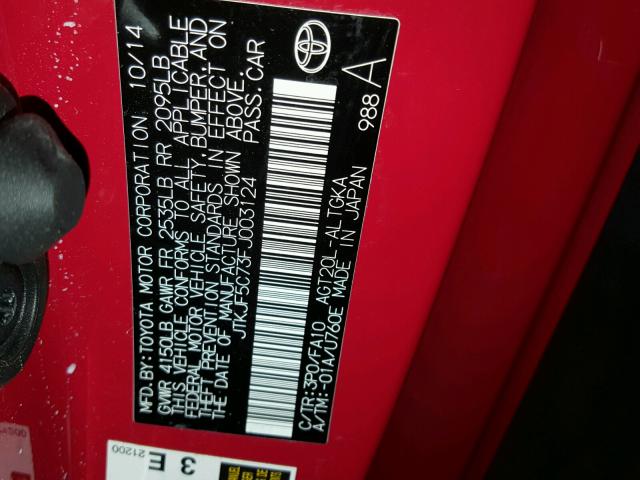 MFD.BY:TOYOTA MOTOR CORPORATION 10/14
GVWR 4150LB GAWR FR 2535LB RR 2095LB
THIS VEHICLE CONFORMS TO ALL APPLICABLE
FEDERAL MOTOR VEHICLE SAFETY,BUMPER,AND
THEFT PREVENTION STANDARDS IN EFFECT ON
THE DATE OF MANUFACTURE SHOWN ABOVE.
JTKJF5C73FJ003124 PASS.CAR
C/TR:3P0/FA10 AGT20L-ALTGKA
A/TM:-01A/U760E MADE IN JAPAN 988 A
21200
3 E